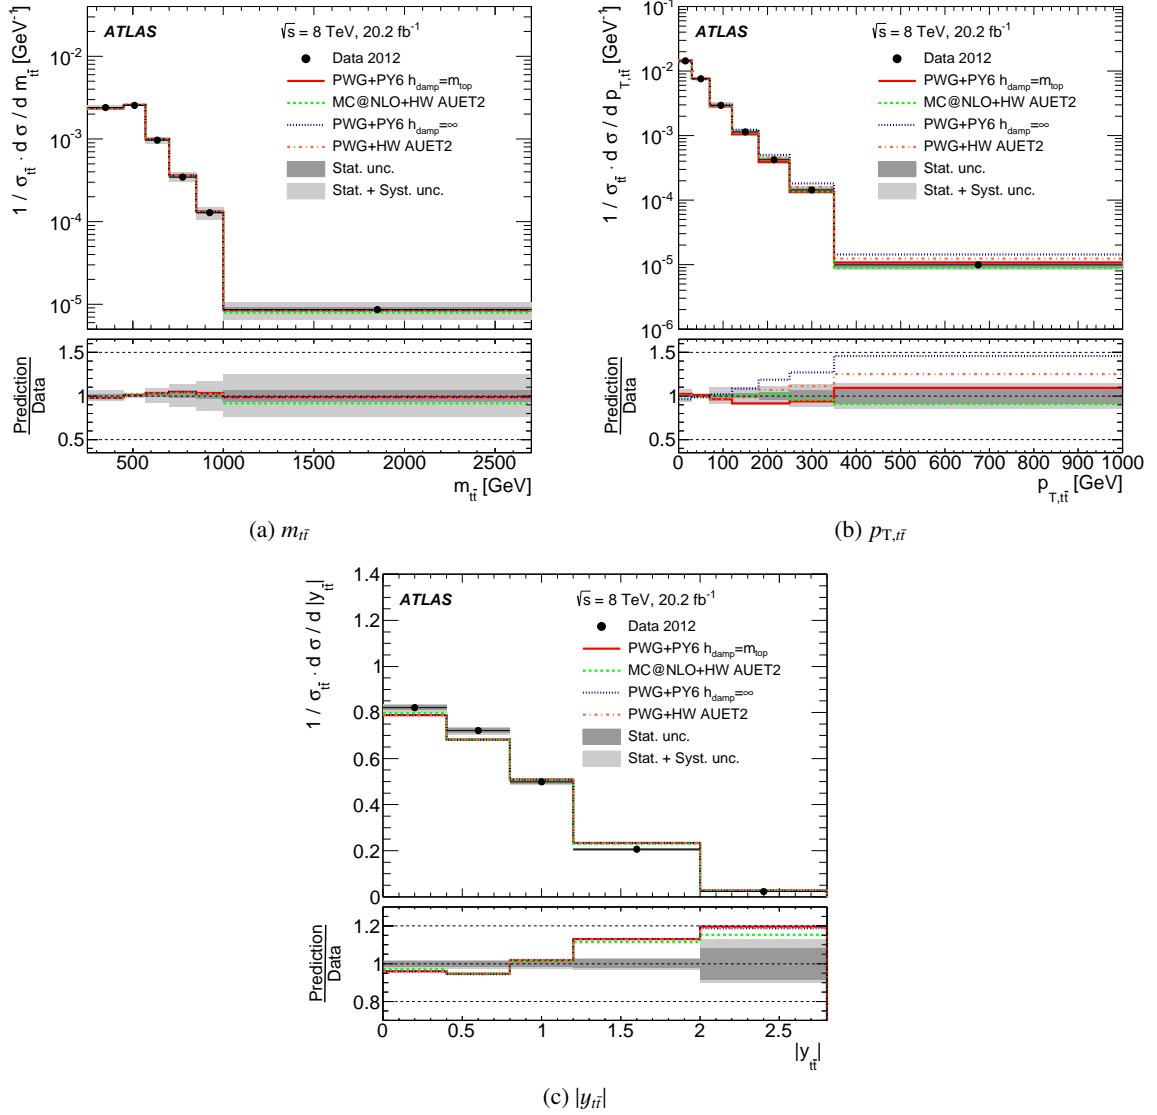 1 / σ_tt̄ · d σ / d m_tt̄ [GeV⁻¹]
ATLAS
√s = 8 TeV, 20.2 fb⁻¹
Data 2012
PWG+PY6 h_damp=m_top
MC@NLO+HW AUET2
PWG+PY6 h_damp=∞
PWG+HW AUET2
Stat. unc.
Stat. + Syst. unc.
10⁻²
10⁻³
10⁻⁴
10⁻⁵
Prediction
Data
1.5
1
0.5
500 1000 1500 2000 2500
m_tt̄ [GeV]
(a) m_tt̄
1 / σ_tt̄ · d σ / d p_T,tt̄ [GeV⁻¹]
ATLAS
√s = 8 TeV, 20.2 fb⁻¹
Data 2012
PWG+PY6 h_damp=m_top
MC@NLO+HW AUET2
PWG+PY6 h_damp=∞
PWG+HW AUET2
Stat. unc.
Stat. + Syst. unc.
10⁻¹
10⁻²
10⁻³
10⁻⁴
10⁻⁵
10⁻⁶
Prediction
Data
1.5
1
0.5
0 100 200 300 400 500 600 700 800 900 1000
p_T,tt̄ [GeV]
(b) p_T,tt̄
1 / σ_tt̄ · d σ / d |y_tt̄|
ATLAS
√s = 8 TeV, 20.2 fb⁻¹
Data 2012
PWG+PY6 h_damp=m_top
MC@NLO+HW AUET2
PWG+PY6 h_damp=∞
PWG+HW AUET2
Stat. unc.
Stat. + Syst. unc.
1.4
1.2
1
0.8
0.6
0.4
0.2
0
Prediction
Data
1.2
1
0.8
0 0.5 1 1.5 2 2.5
|y_tt̄|
(c) |y_tt̄|